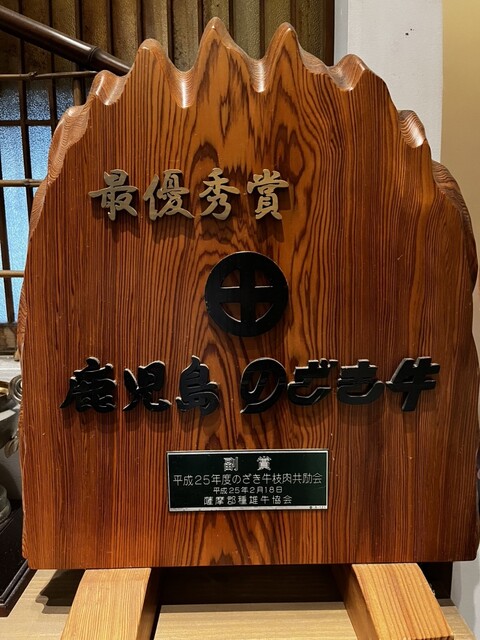 最優秀賞
鹿児島 のざき牛
副賞
平成25年度のざき牛枝肉共励会
平成25年2月18日
薩摩郡種雄牛協会